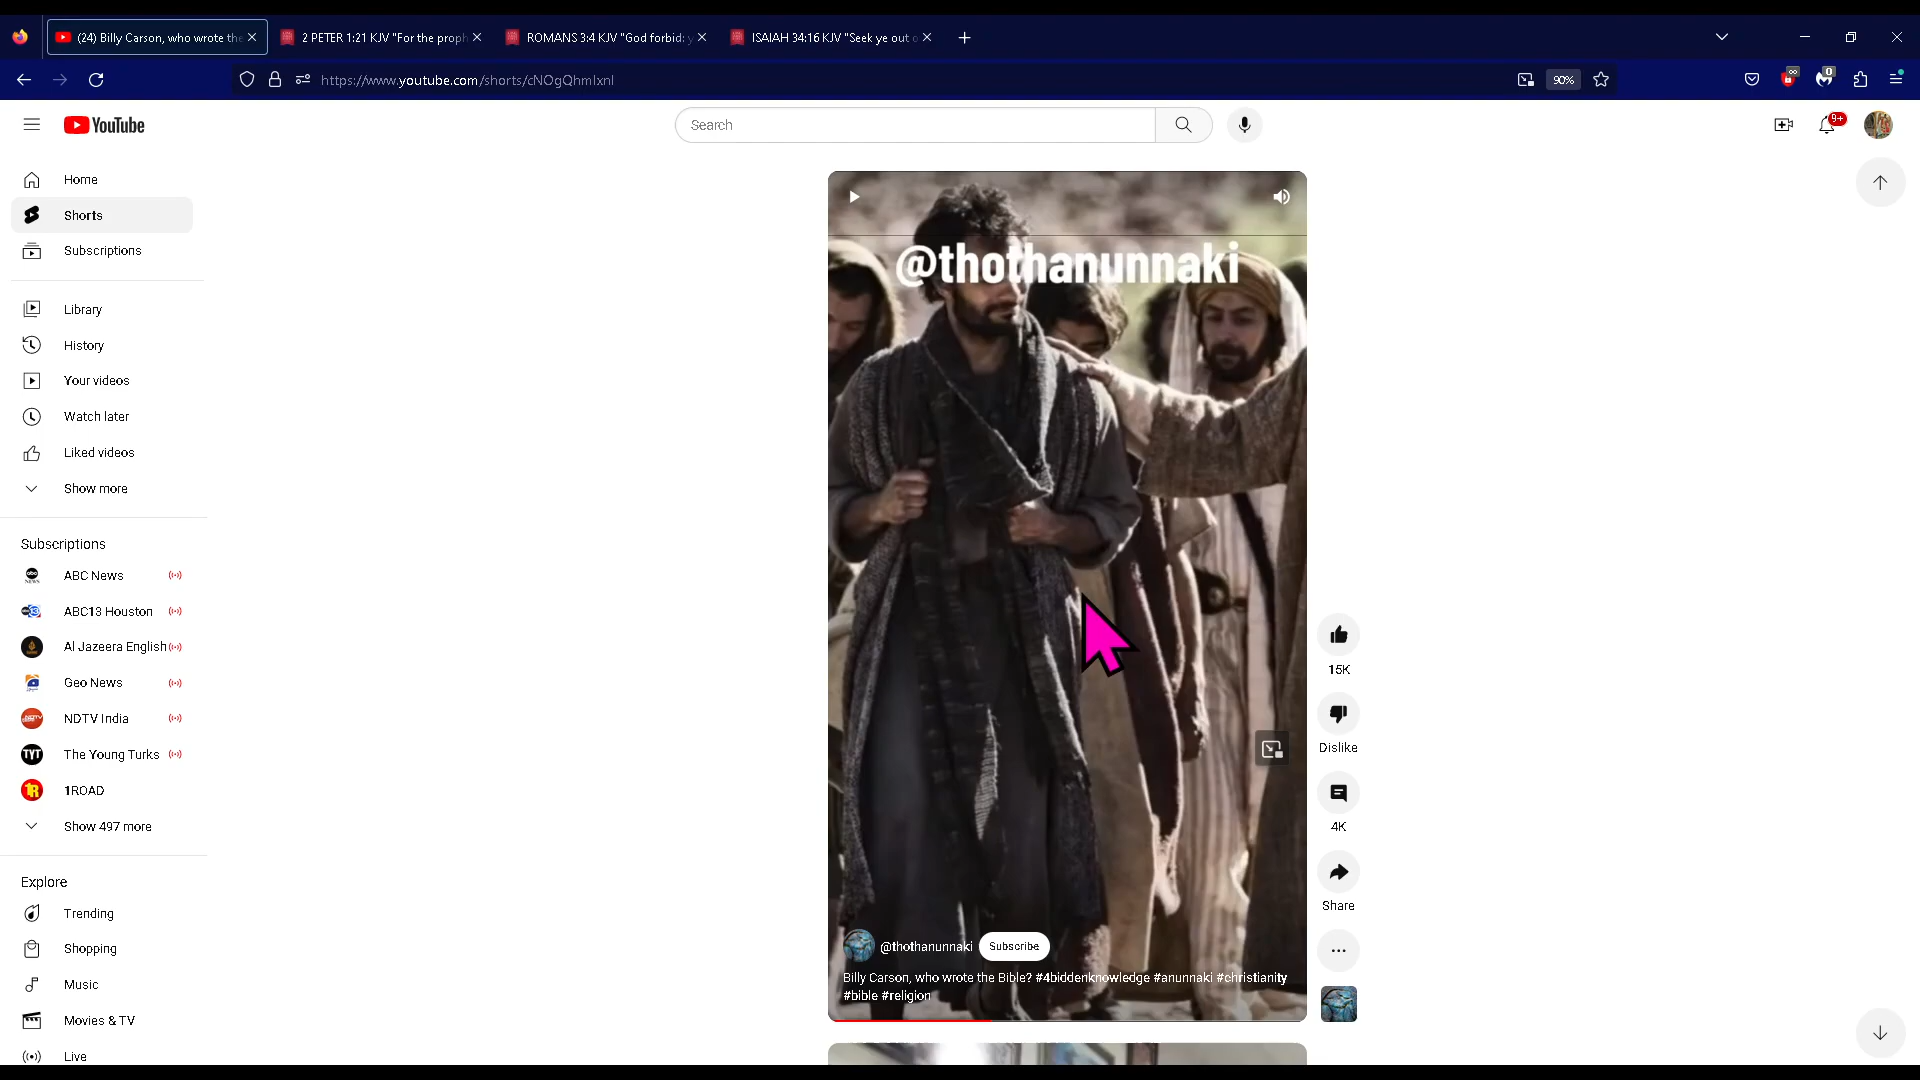 (24) Billy Carson, who wrote the
2 PETER 1:21 KJV "For the proph
ROMANS 3:4 KJV "God forbid: y
ISAIAH 34:16 KJV "Seek ye out o
https://www.youtube.com/shorts/cNOgQhmIxnI
90%
∞
0
YouTube
Search
9+
Home
Shorts
Subscriptions
Library
History
Your videos
Watch later
Liked videos
Show more
Subscriptions
ABC News
ABC13 Houston
Al Jazeera English
Geo News
NDTV India
The Young Turks
1ROAD
Show 497 more
Explore
Trending
Shopping
Music
Movies & TV
Live
@thothanunnaki
15K
Dislike
4K
Share
@thothanunnaki
Subscribe
Billy Carson, who wrote the Bible? #4biddenknowledge #anunnaki #christianity
#bible #religion